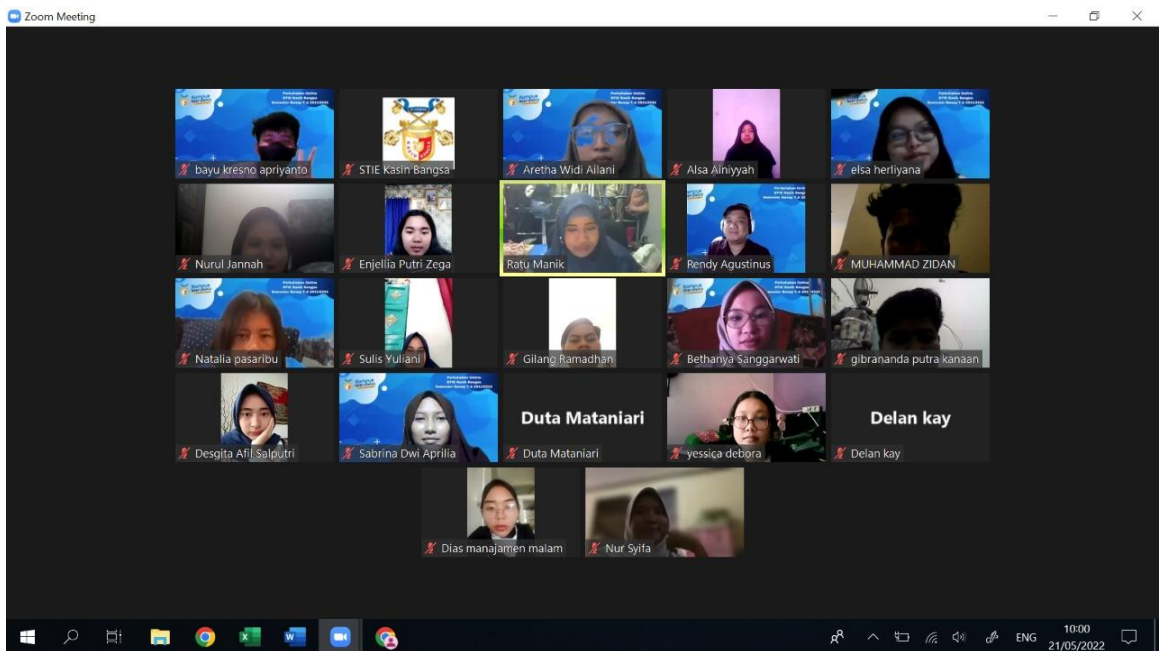 Zoom Meeting
bayu kresno apriyanto
STIE Kasin Bangsa
Aretha Widi Ailani
Alsa Ainiyyah
elsa herliyana
Nurul Jannah
Enjellia Putri Zega
Ratu Manik
Rendy Agustinus
MUHAMMAD ZIDAN
Natalia pasaribu
Sulis Yuliani
Gilang Ramadhan
Bethanya Sanggarwati
gibrananda putra kanaan
Desgita Afil Salputri
Sabrina Dwi Aprilia
Duta Mataniari
Duta Mataniari
yessica debora
Delan kay
Delan kay
Dias manajamen malam
Nur Syifa
ENG
10:00
21/05/2022